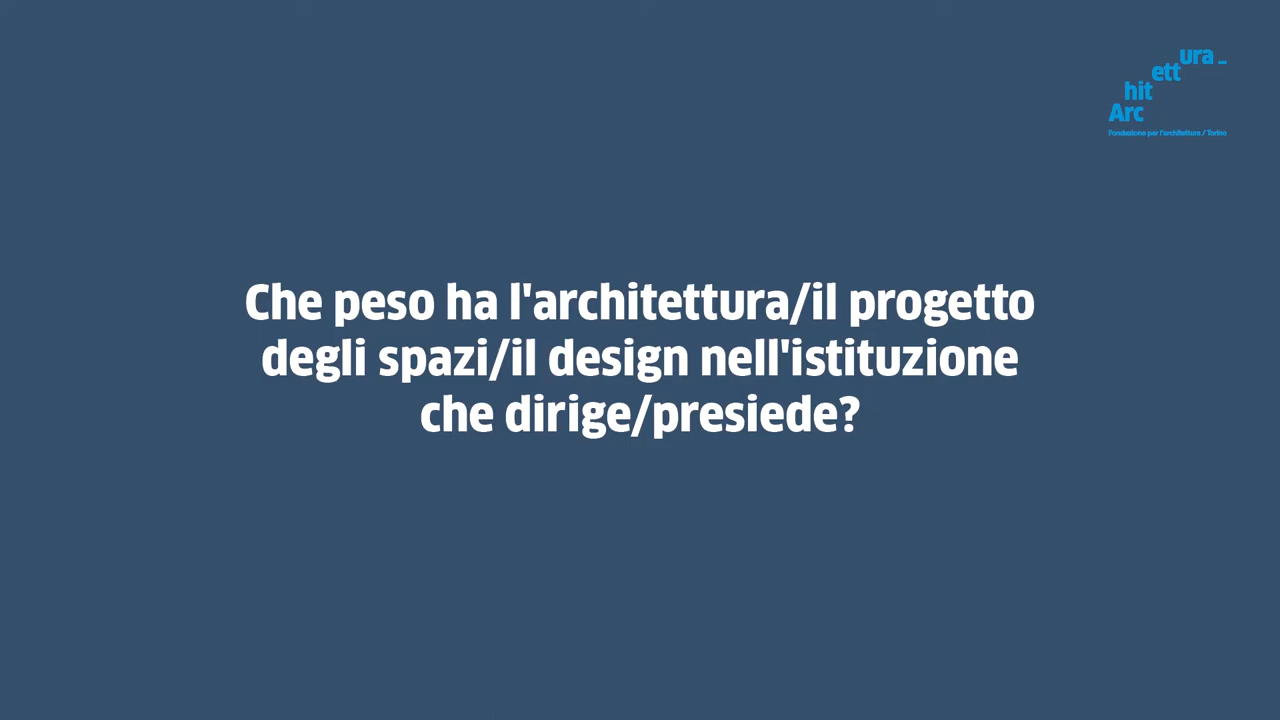 ura_
ett
hit
Arc
Fondazione per l'architettura / Torino
Che peso ha l'architettura/il progetto
degli spazi/il design nell'istituzione
che dirige/presiede?